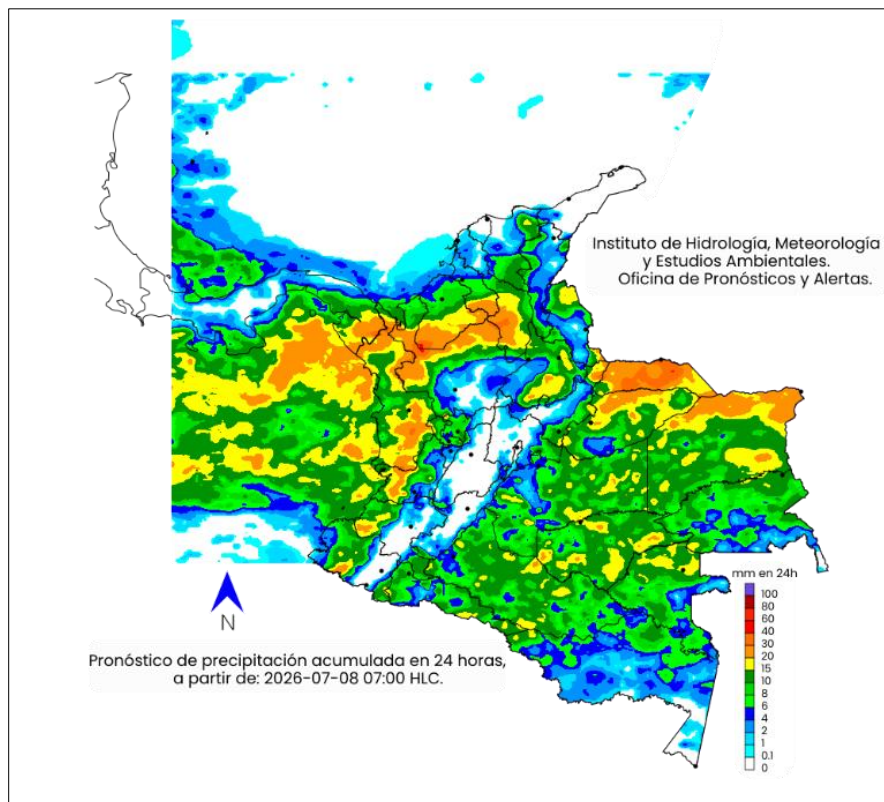 Instituto de Hidrología, Meteorología
y Estudios Ambientales.
Oficina de Pronósticos y Alertas.
mm en 24h
100
80
60
40
30
20
15
10
8
6
4
2
1
0.1
0
N
Pronóstico de precipitación acumulada en 24 horas,
a partir de: 2026-07-08 07:00 HLC.